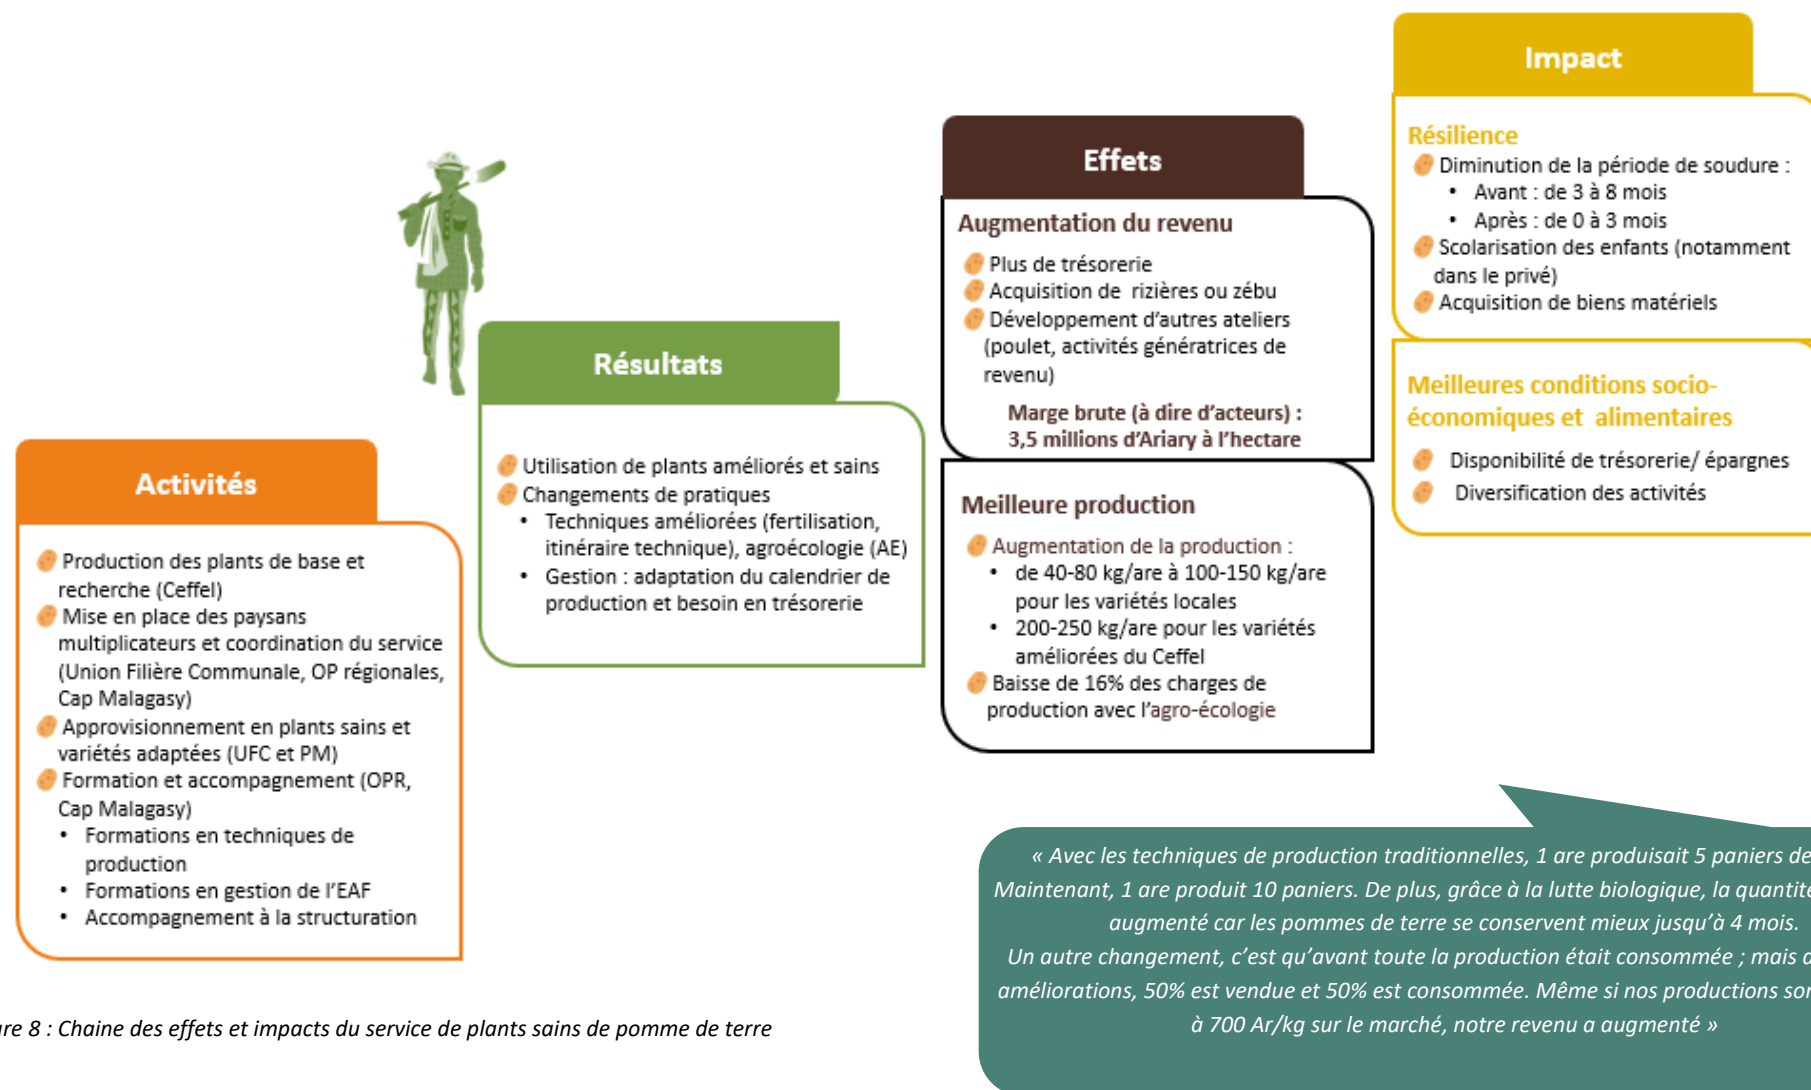 Activités
Production des plants de base et
recherche (Ceffel)
Mise en place des paysans
multiplicateurs et coordination du service
(Union Filière Communale, OP régionales,
Cap Malagasy)
Approvisionnement en plants sains et
variétés adaptées (UFC et PM)
Formation et accompagnement (OPR,
Cap Malagasy)
• Formations en techniques de
production
• Formations en gestion de l’EAF
• Accompagnement à la structuration
Résultats
Utilisation de plants améliorés et sains
Changements de pratiques
• Techniques améliorées (fertilisation,
itinéraire technique), agroécologie (AE)
• Gestion : adaptation du calendrier de
production et besoin en trésorerie
Effets
Augmentation du revenu
Plus de trésorerie
Acquisition de rizières ou zébu
Développement d’autres ateliers
(poulet, activités génératrices de
revenu)
Marge brute (à dire d’acteurs) :
3,5 millions d’Ariary à l’hectare
Meilleure production
Augmentation de la production :
• de 40-80 kg/are à 100-150 kg/are
pour les variétés locales
• 200-250 kg/are pour les variétés
améliorées du Ceffel
Baisse de 16% des charges de
production avec l’agro-écologie
Impact
Résilience
Diminution de la période de soudure :
• Avant : de 3 à 8 mois
• Après : de 0 à 3 mois
Scolarisation des enfants (notamment
dans le privé)
Acquisition de biens matériels
Meilleures conditions socio-
économiques et alimentaires
Disponibilité de trésorerie/ épargnes
Diversification des activités
« Avec les techniques de production traditionnelles, 1 are produisait 5 paniers de
Maintenant, 1 are produit 10 paniers. De plus, grâce à la lutte biologique, la quantité
augmenté car les pommes de terre se conservent mieux jusqu’à 4 mois.
Un autre changement, c’est qu’avant toute la production était consommée ; mais
améliorations, 50% est vendue et 50% est consommée. Même si nos productions
à 700 Ar/kg sur le marché, notre revenu a augmenté »
8 : Chaine des effets et impacts du service de plants sains de pomme de terre